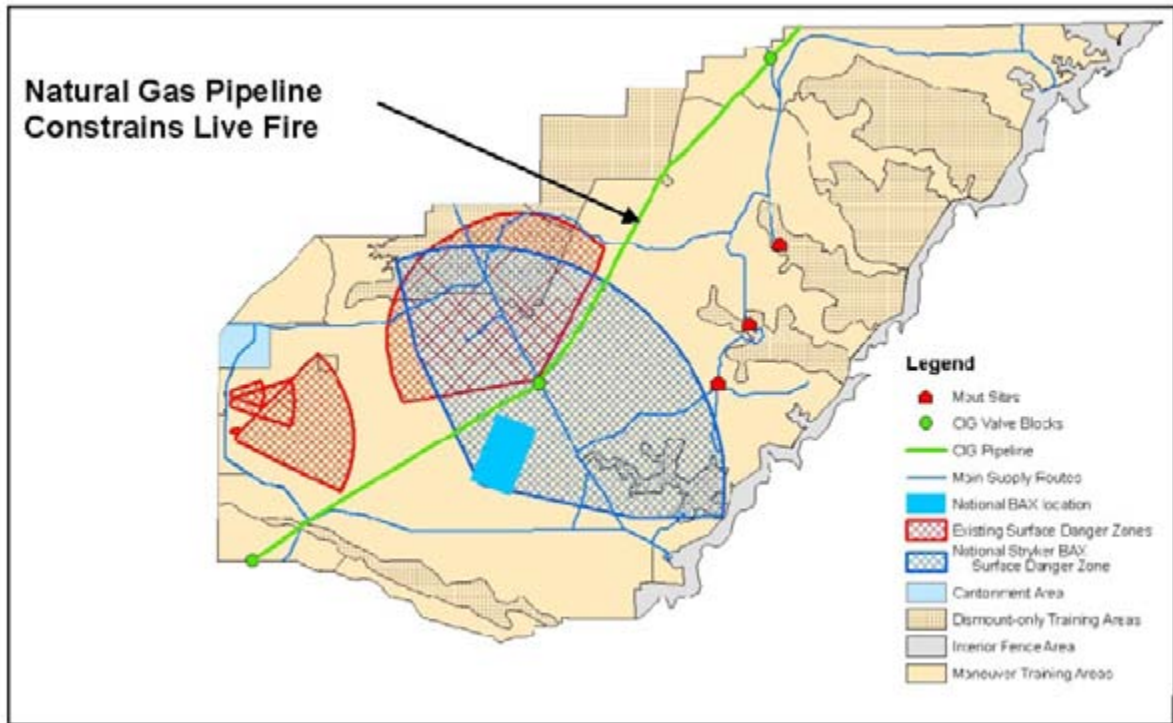 Natural Gas Pipeline
Constrains Live Fire
Legend
Mout Sites
CIG Valve Blocks
CIG Pipeline
Main Supply Routes
National BAX location
Existing Surface Danger Zones
National Stryker BAX
Surface Danger Zone
Cantonment Area
Dismount-only Training Areas
Interior Fence Area
Maneuver Training Areas